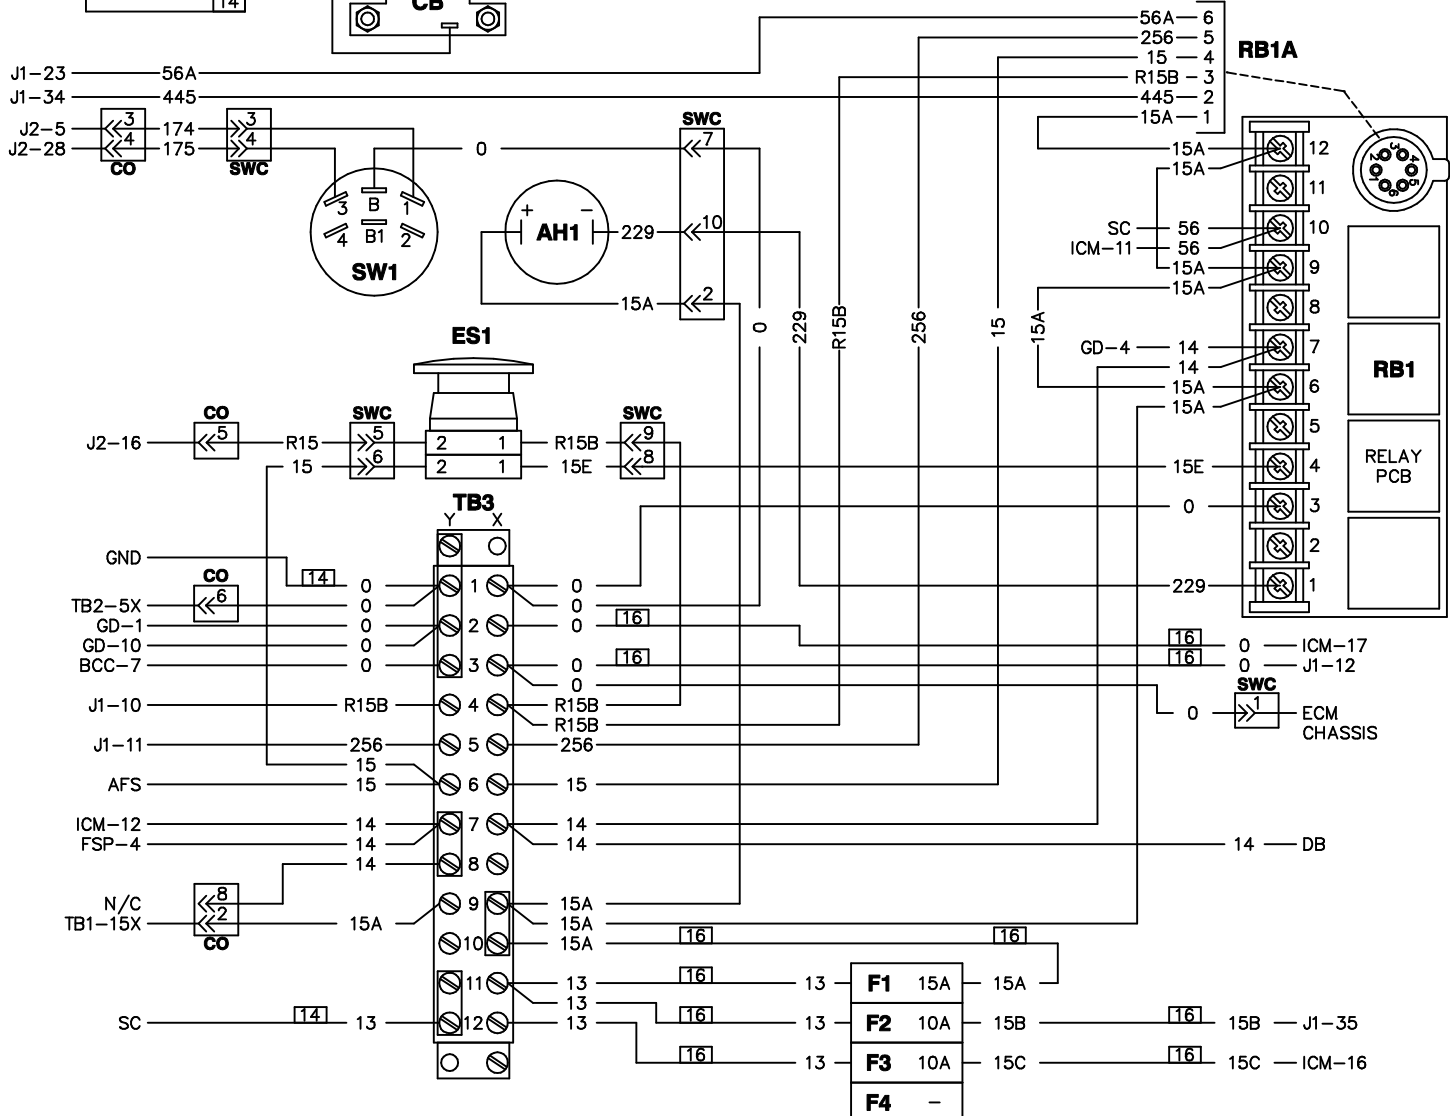 14
CB
56A 6
256 5
15 4
R15B 3
445 2
15A 1
RB1A
J1-23 56A
J1-34 445
J2-5 3 174 3
J2-28 4 175 4
CO SWC
0
SWC
7
10
2
3 B 1
4 B1 2
SW1
+ -
AH1
229
15A
15A 12
15A
11
SC 56 10
ICM-11 56
15A 9
15A
8
GD-4 14 7
14
15A 6
15A
5
15E 4
0 3
2
229 1
3
2 4
1 5
6
RB1
RELAY
PCB
0
229
R15B
256
15
15A
ES1
CO SWC SWC
J2-16 5 R15 5 2 1 R15B 9
15 6 2 1 15E 8
TB3
Y X
GND
14 0 1 0
CO
TB2-5X 6 0 0
GD-1 0 2 0 16
GD-10 0
16 0 ICM-17
BCC-7 0 3 0 16 16 0 J1-12
0
SWC
0 1 ECM
CHASSIS
J1-10 R15B 4 R15B
R15B
J1-11 256 5 256
15
AFS 15 6 15
ICM-12 14 7 14
FSP-4 14 14 14 DB
14 8
N/C 8 9 15A
TB1-15X 2 15A 15A
CO
10 15A 16 16
11 13 16 13 F1 15A 15A
13
SC 14 13 12 13
16 13 F2 10A 15B 16 15B J1-35
16 13 F3 10A 15C 16 15C ICM-16
F4 -